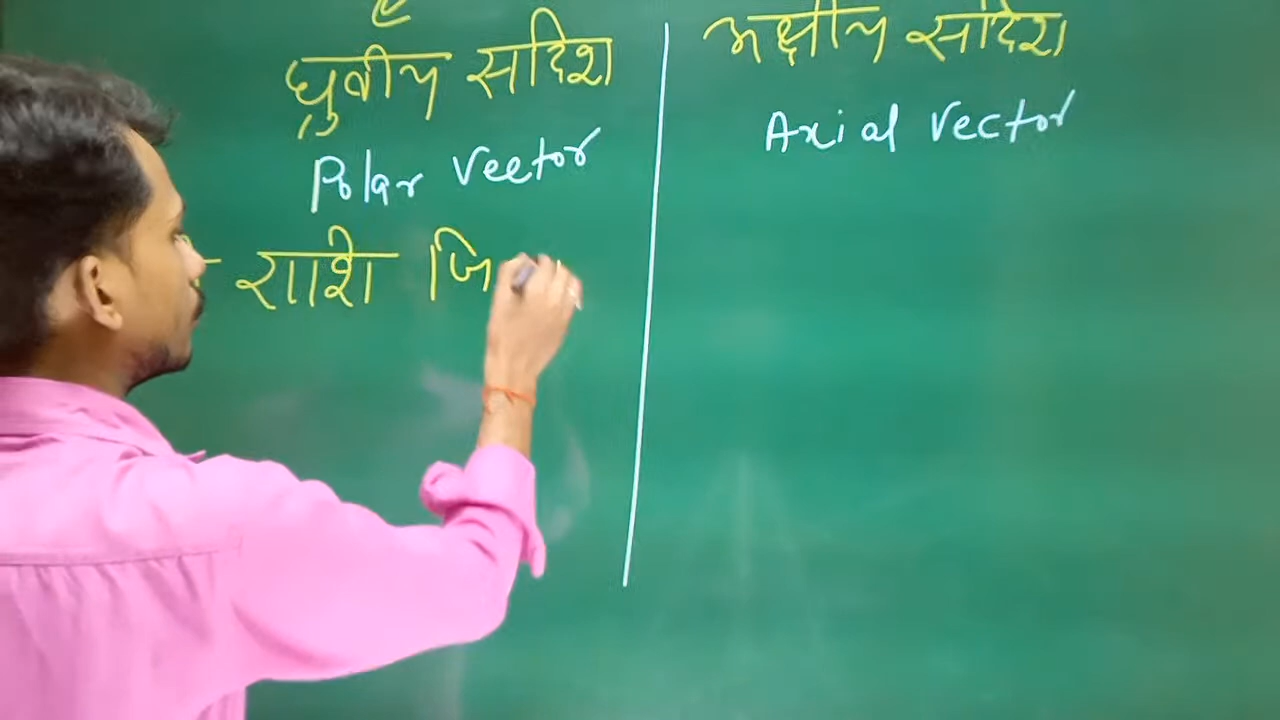 ध्रुवीय सदिश
अक्षीय सदिश
Polar Vector
Axial Vector
राशि